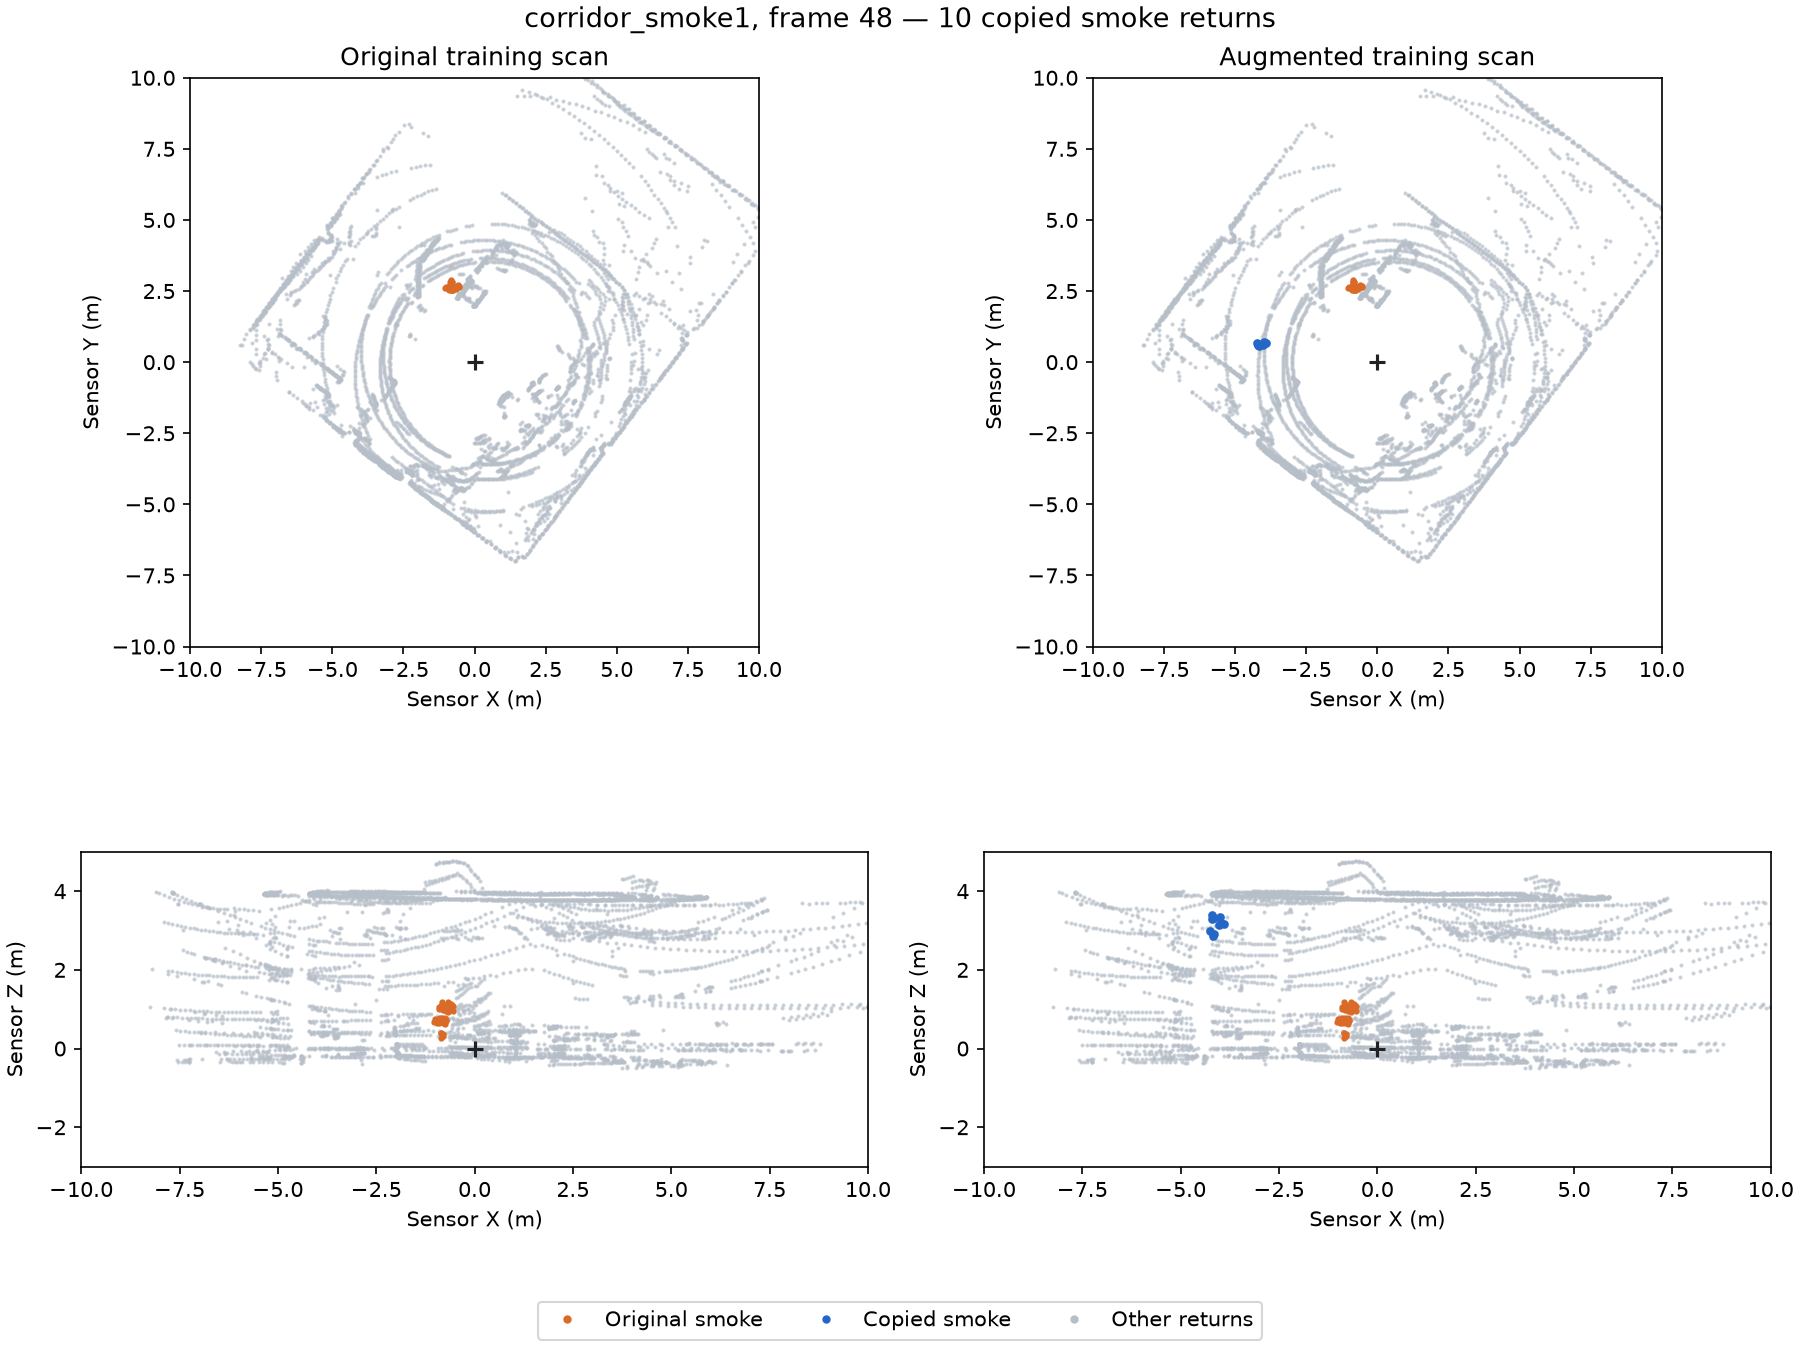 corridor_smoke1, frame 48 — 10 copied smoke returns
Original training scan
Augmented training scan
10.0
7.5
5.0
2.5
0.0
−2.5
−5.0
−7.5
−10.0
Sensor Y (m)
−10.0 −7.5 −5.0 −2.5 0.0 2.5 5.0 7.5 10.0
Sensor X (m)
10.0
7.5
5.0
2.5
0.0
−2.5
−5.0
−7.5
−10.0
Sensor Y (m)
−10.0 −7.5 −5.0 −2.5 0.0 2.5 5.0 7.5 10.0
Sensor X (m)
4
2
0
−2
Sensor Z (m)
−10.0 −7.5 −5.0 −2.5 0.0 2.5 5.0 7.5 10.0
Sensor X (m)
4
2
0
−2
Sensor Z (m)
−10.0 −7.5 −5.0 −2.5 0.0 2.5 5.0 7.5 10.0
Sensor X (m)
Original smoke Copied smoke Other returns